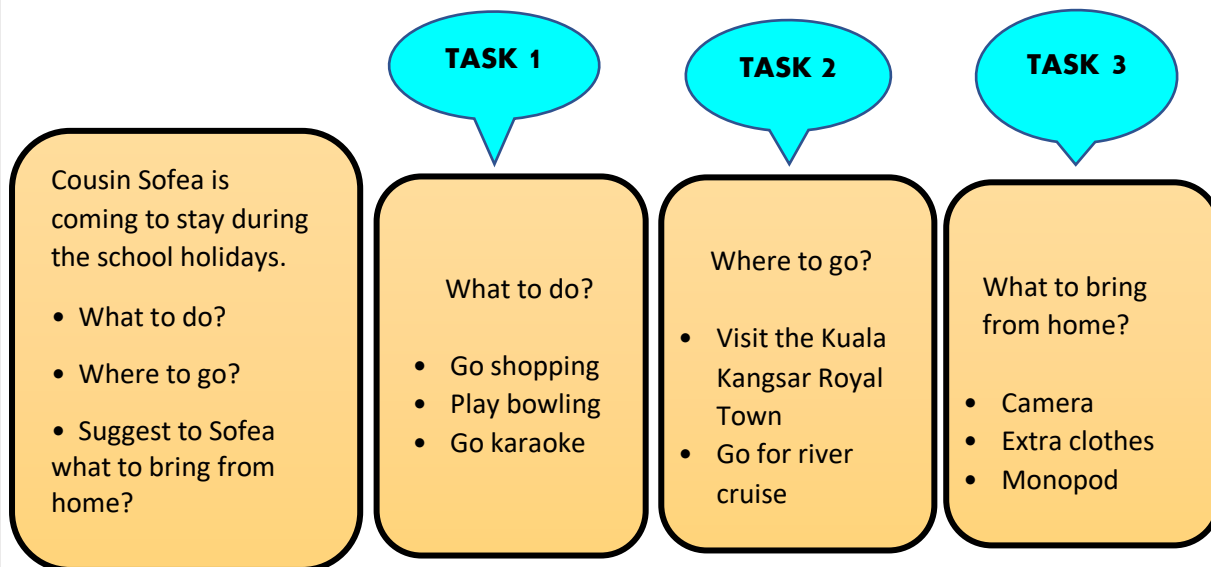 TASK 1
TASK 2
TASK 3
Cousin Sofea is
coming to stay during
the school holidays.
• What to do?
• Where to go?
• Suggest to Sofea
what to bring from
home?
What to do?
• Go shopping
• Play bowling
• Go karaoke
Where to go?
• Visit the Kuala
Kangsar Royal
Town
• Go for river
cruise
What to bring
from home?
• Camera
• Extra clothes
• Monopod